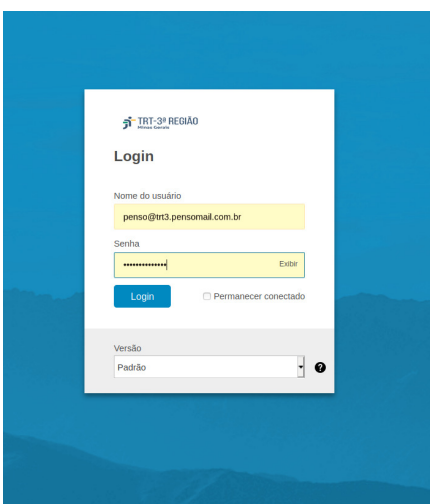 TRT-3ª REGIÃO
Minas Gerais
Login
Nome do usuário
penso@trt3.pensomail.com.br
Senha
•••••••••••••• Exibir
Login Permanecer conectado
Versão
Padrão ?